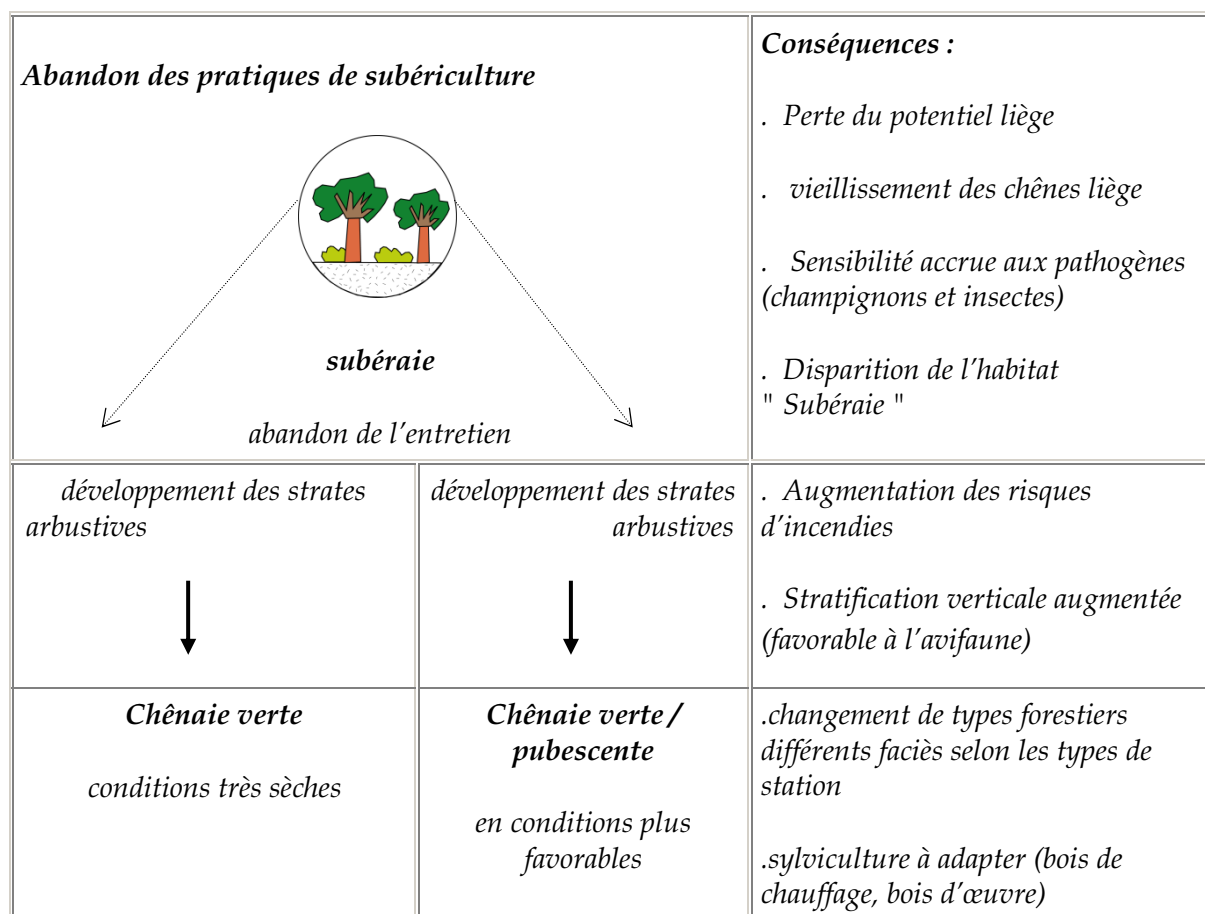 Abandon des pratiques de subériculture
subéraie
abandon de l'entretien
Conséquences :
. Perte du potentiel liège
. vieillissement des chênes liège
. Sensibilité accrue aux pathogènes
(champignons et insectes)
. Disparition de l'habitat
" Subéraie "
développement des strates
arbustives
développement des strates
arbustives
. Augmentation des risques
d'incendies
. Stratification verticale augmentée
(favorable à l'avifaune)
Chênaie verte
conditions très sèches
Chênaie verte /
pubescente
en conditions plus
favorables
.changement de types forestiers
différents faciès selon les types de
station
.sylviculture à adapter (bois de
chauffage, bois d'œuvre)